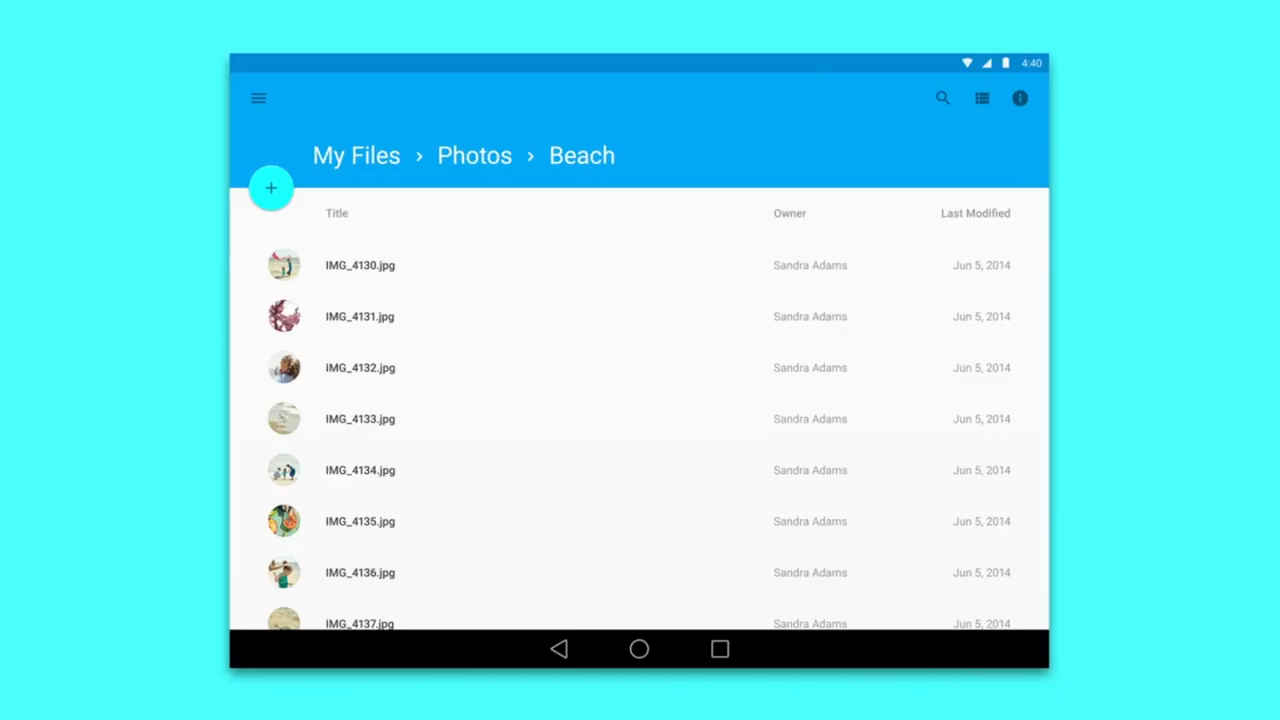 4:40
My Files › Photos › Beach
Title Owner Last Modified
IMG_4130.jpg Sandra Adams Jun 5, 2014
IMG_4131.jpg Sandra Adams Jun 5, 2014
IMG_4132.jpg Sandra Adams Jun 5, 2014
IMG_4133.jpg Sandra Adams Jun 5, 2014
IMG_4134.jpg Sandra Adams Jun 5, 2014
IMG_4135.jpg Sandra Adams Jun 5, 2014
IMG_4136.jpg Sandra Adams Jun 5, 2014
IMG_4137.jpg Sandra Adams Jun 5, 2014